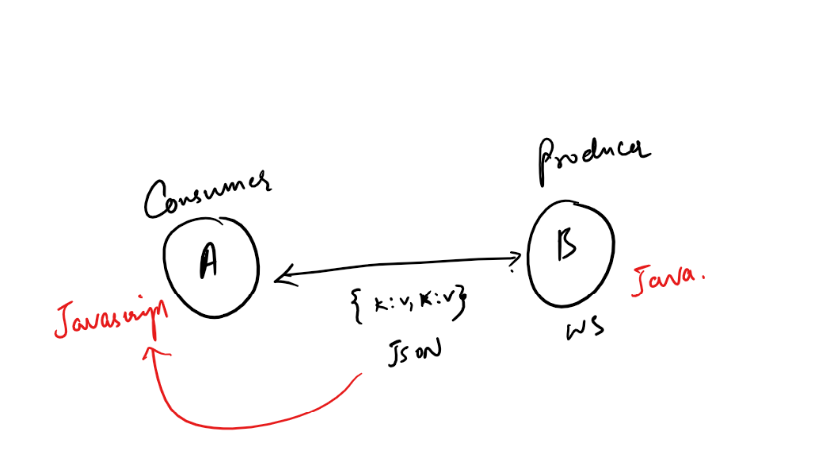 Producer
Consumer
A
B
Java.
Javascript
{ K:V, K:V}
WS
JSON